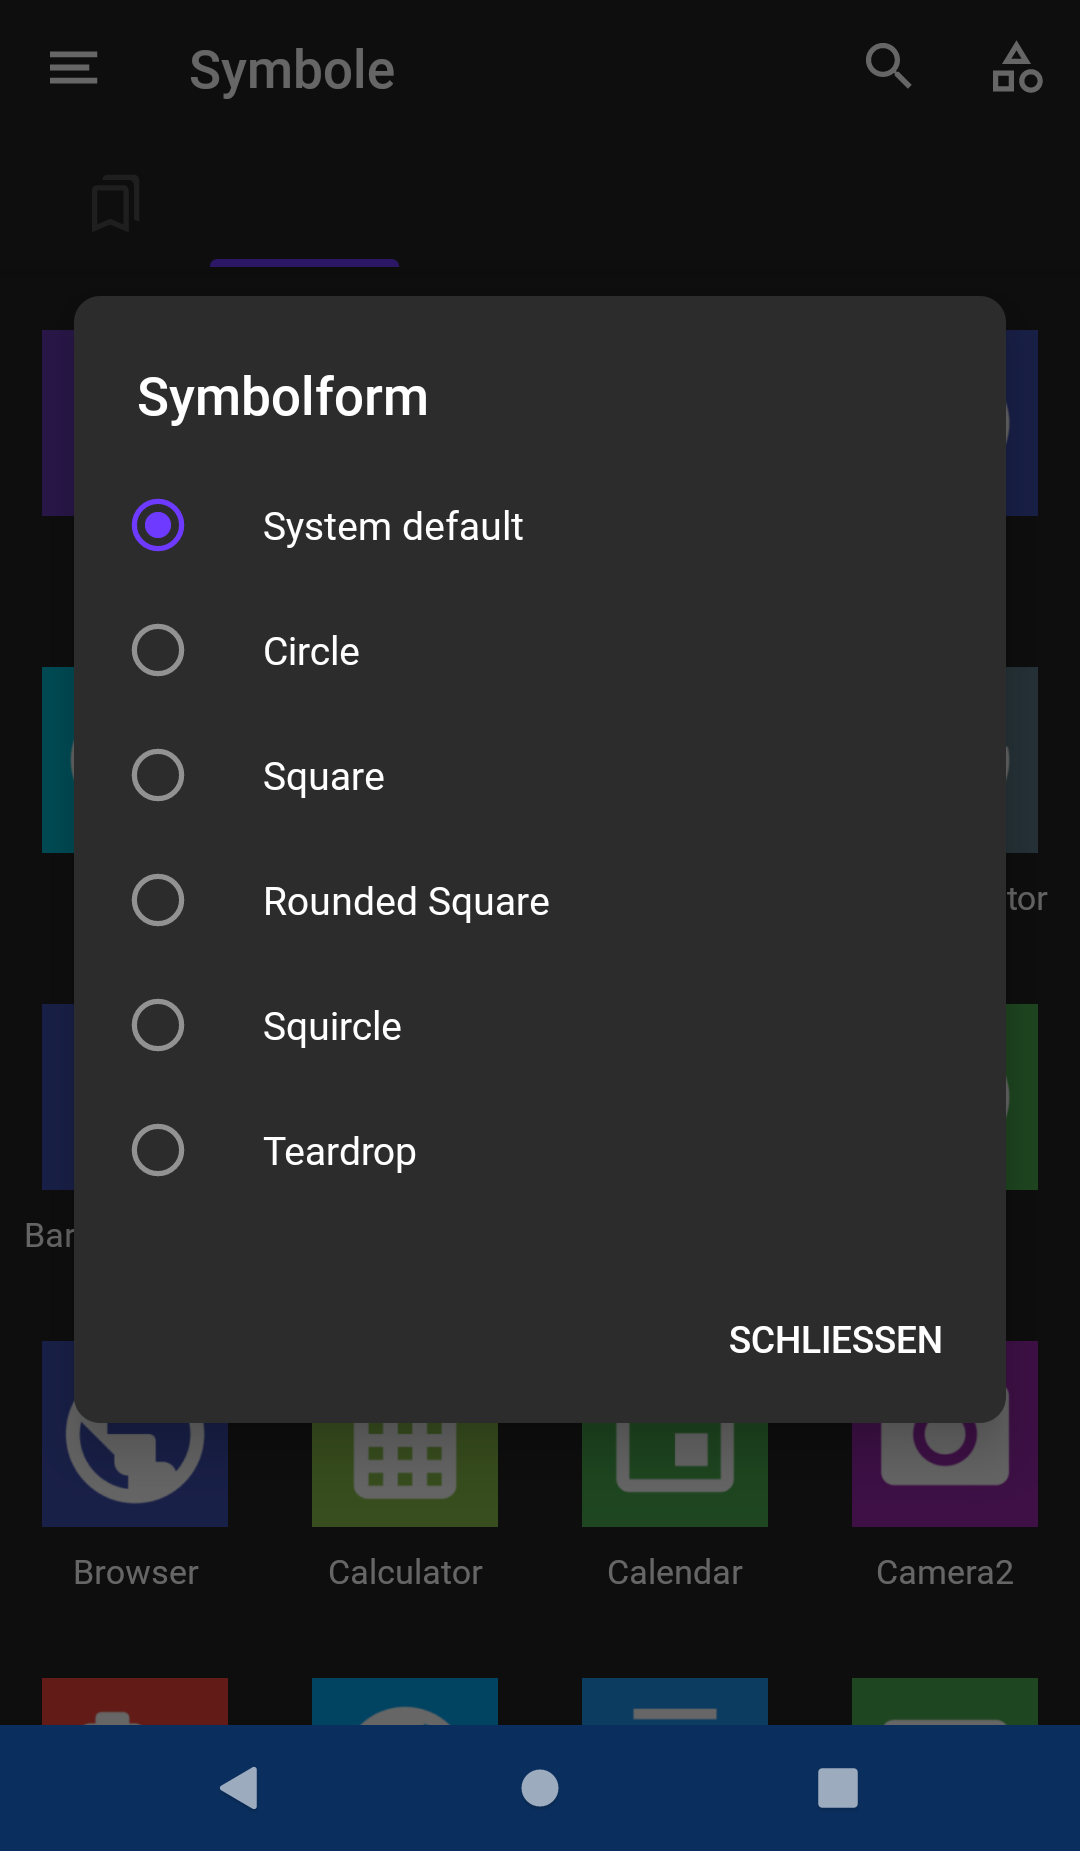 Symbole
Symbolform
System default
Circle
Square
Rounded Square
tor
Squircle
Teardrop
Bar
SCHLIESSEN
Browser
Calculator
Calendar
Camera2